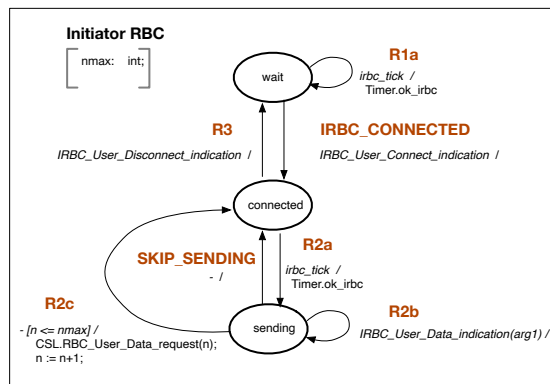 Initiator RBC
nmax: int;
wait
R1a
irbc_tick /
Timer.ok_irbc
R3
IRBC_CONNECTED
IRBC_User_Disconnect_indication /
IRBC_User_Connect_indication /
connected
R2a
SKIP_SENDING
- /
irbc_tick /
Timer.ok_irbc
R2c
- [n <= nmax] /
CSL.RBC_User_Data_request(n);
n := n+1;
sending
R2b
IRBC_User_Data_indication(arg1) /